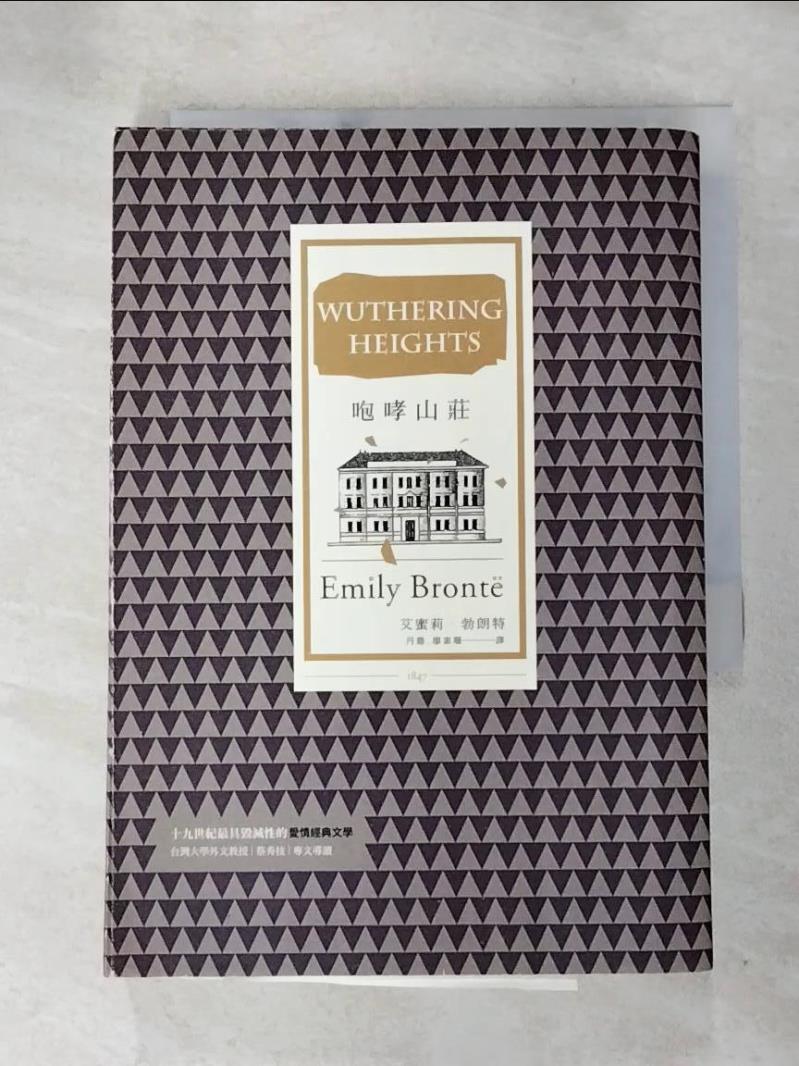 WUTHERING
HEIGHTS
咆哮山莊
Emily Brontë
艾蜜莉 勃朗特
譯
1847
十九世紀最具毀滅性的愛情經典文學
台灣大學外文教授|蔡秀枝|專文導讀